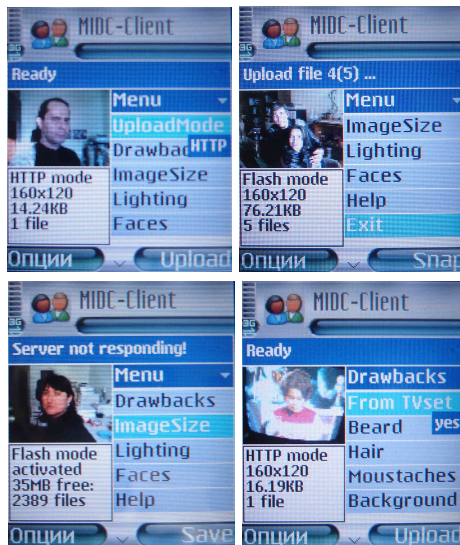 MIDC-Client
Ready
Menu
UploadMode
Drawbac HTTP
ImageSize
Lighting
Faces
HTTP mode
160x120
14.24KB
1 file
Опции
Upload
MIDC-Client
Upload file 4(5) ...
Menu
ImageSize
Lighting
Faces
Help
Exit
Flash mode
160x120
76.21KB
5 files
Опции
Snap
MIDC-Client
Server not responding!
Menu
Drawbacks
ImageSize
Lighting
Faces
Help
Flash mode
activated
35MB free:
2389 files
Опции
Save
MIDC-Client
Ready
Drawbacks
From TVset
Beard yes
Hair
Moustaches
Background
HTTP mode
160x120
16.19KB
1 file
Опции
Upload